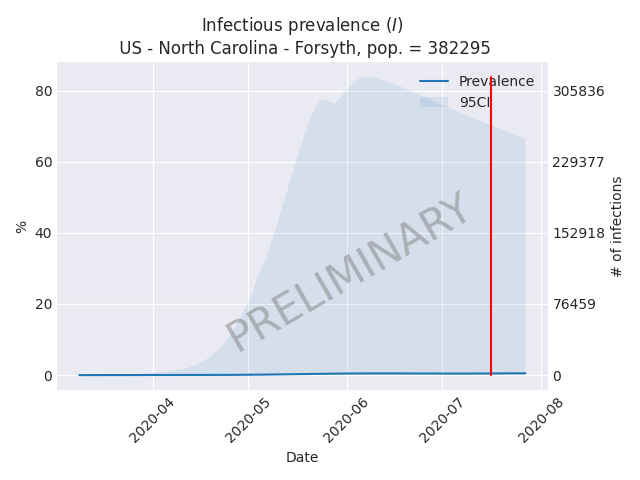 Infectious prevalence (I)
US - North Carolina - Forsyth, pop. = 382295
Prevalence
95CI
80
60
40
20
0
%
305836
229377
152918
76459
0
# of infections
PRELIMINARY
2020-04
2020-05
2020-06
2020-07
2020-08
Date